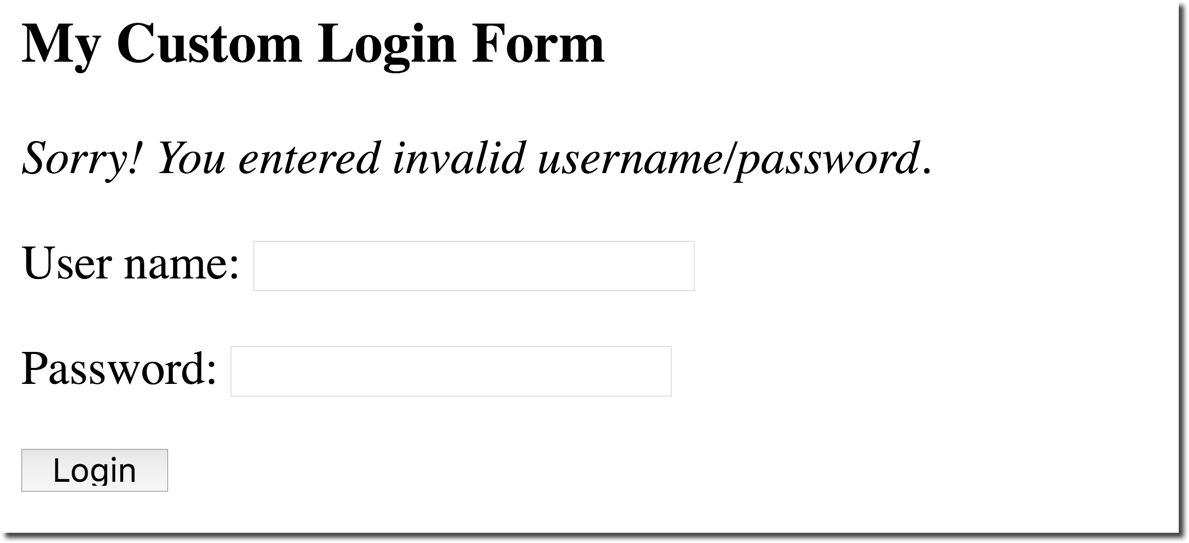 My Custom Login Form
Sorry! You entered invalid username/password.
User name:
Password:
Login